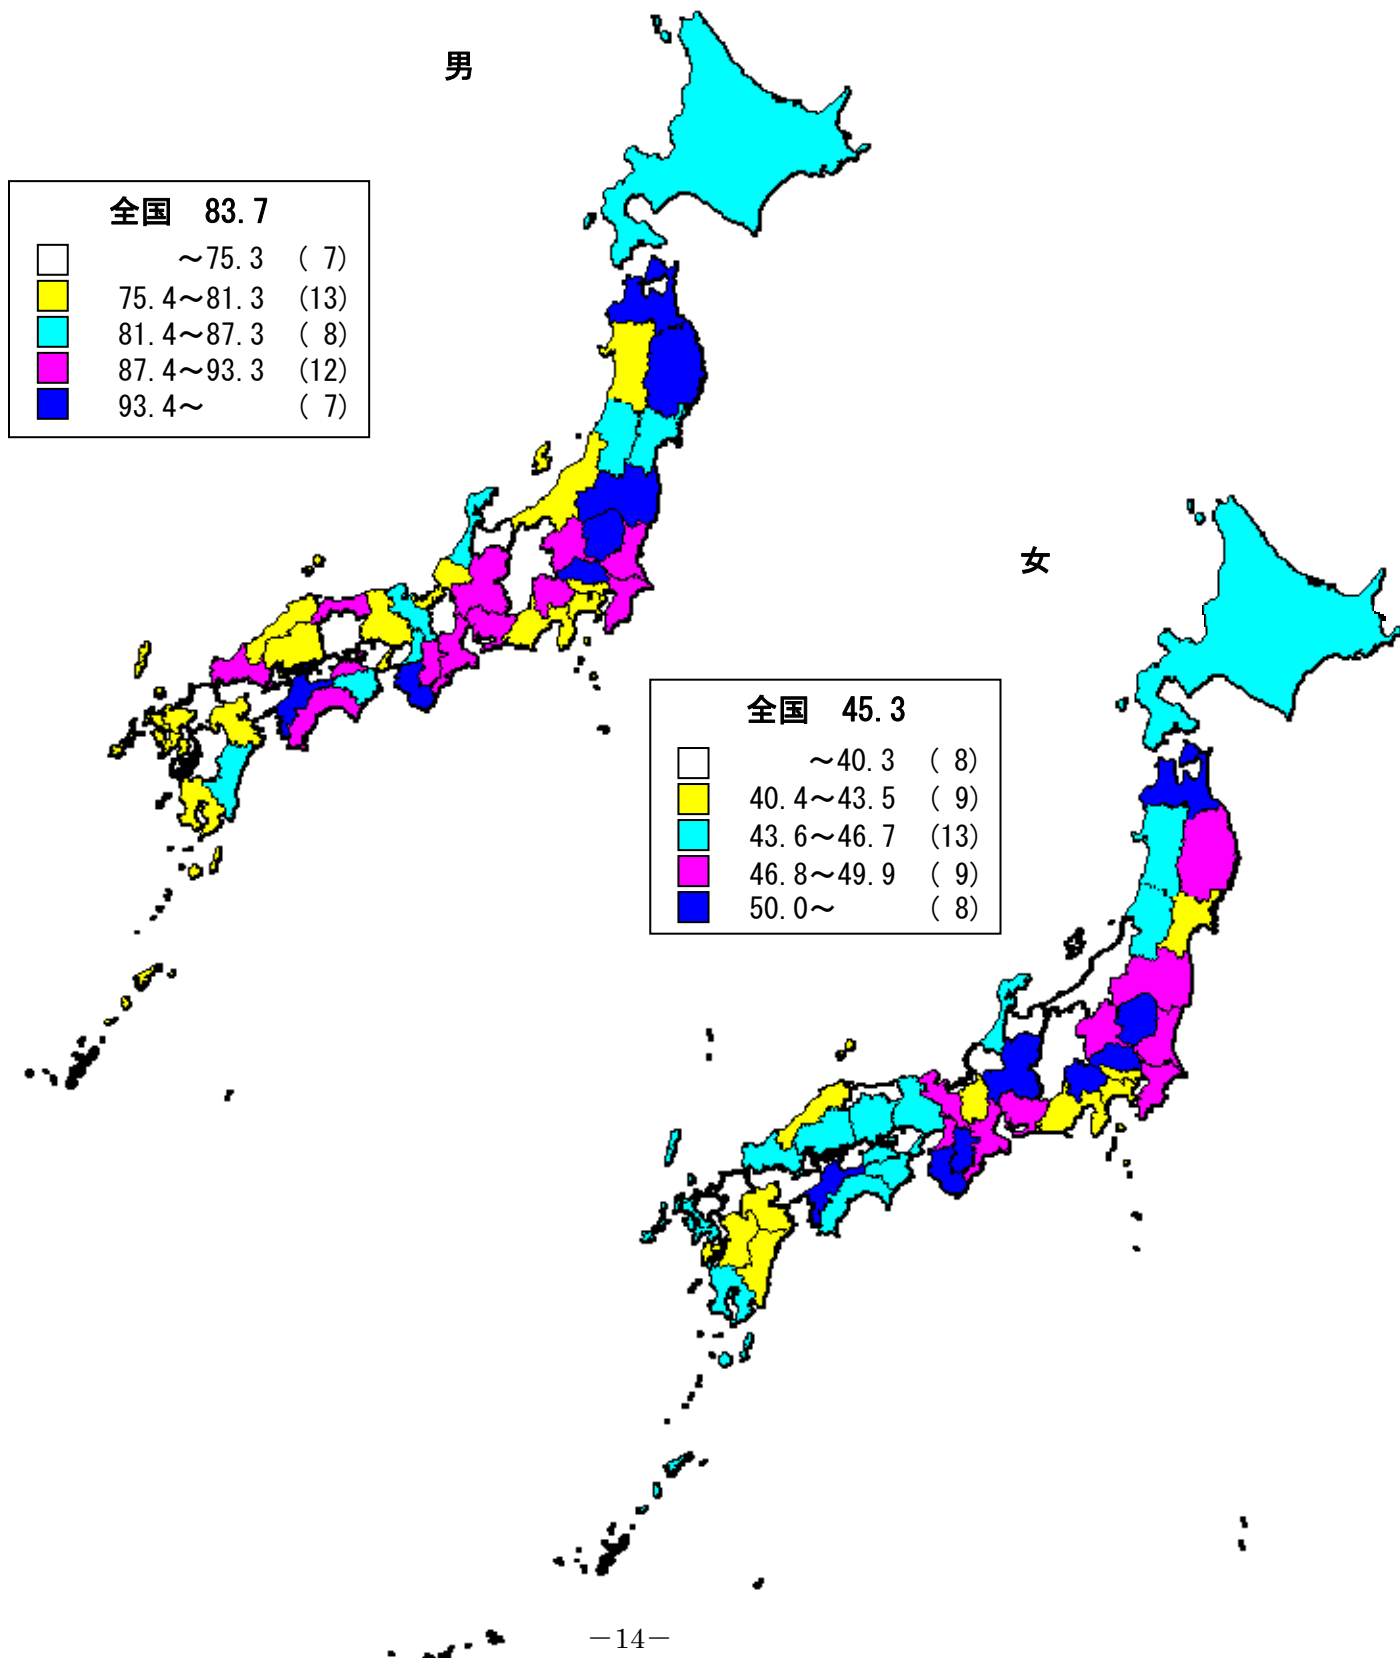 男
全国 83.7
～75.3 ( 7)
75.4～81.3 (13)
81.4～87.3 ( 8)
87.4～93.3 (12)
93.4～ ( 7)
女
全国 45.3
～40.3 ( 8)
40.4～43.5 ( 9)
43.6～46.7 (13)
46.8～49.9 ( 9)
50.0～ ( 8)
－14－